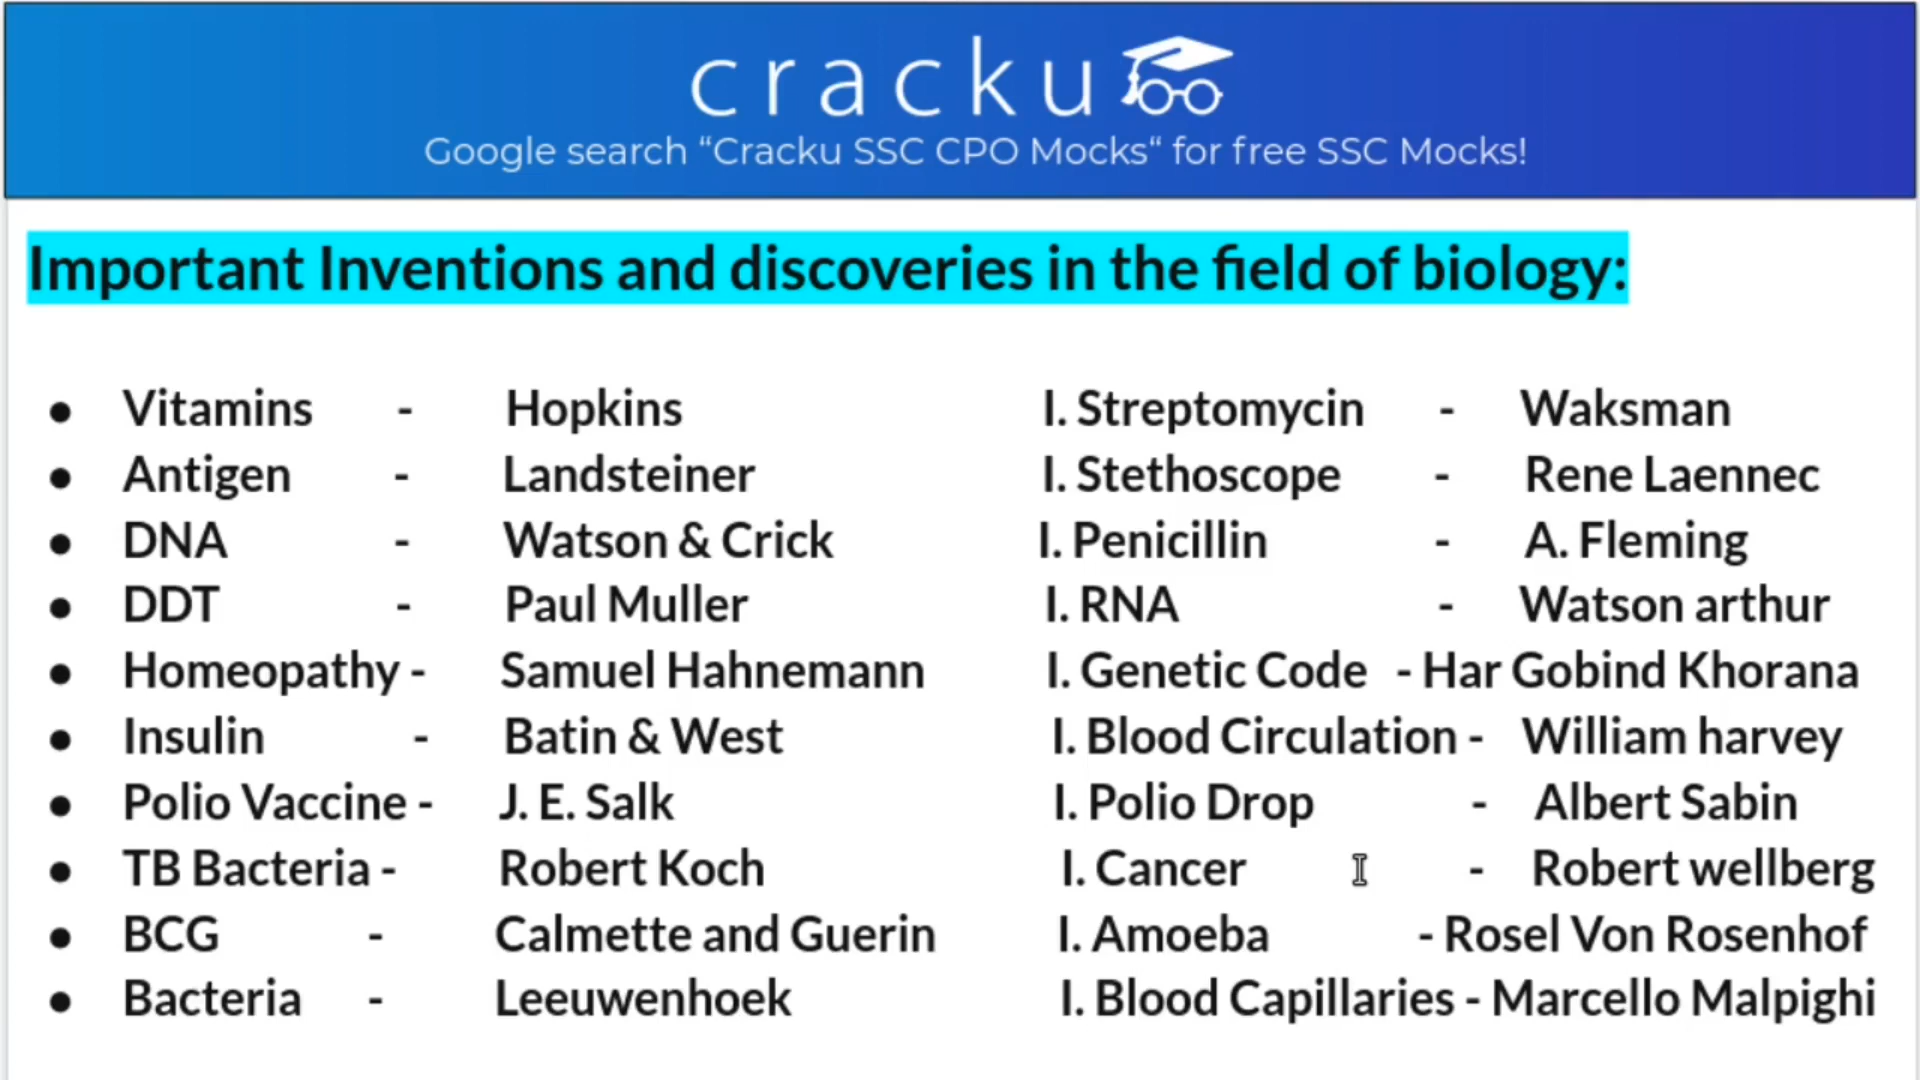 cracku
Google search “Cracku SSC CPO Mocks“ for free SSC Mocks!
Important Inventions and discoveries in the field of biology:
● Vitamins - Hopkins
● Antigen - Landsteiner
● DNA - Watson & Crick
● DDT - Paul Muller
● Homeopathy - Samuel Hahnemann
● Insulin - Batin & West
● Polio Vaccine - J. E. Salk
● TB Bacteria - Robert Koch
● BCG - Calmette and Guerin
● Bacteria - Leeuwenhoek
I. Streptomycin - Waksman
I. Stethoscope - Rene Laennec
I. Penicillin - A. Fleming
I. RNA - Watson arthur
I. Genetic Code - Har Gobind Khorana
I. Blood Circulation - William harvey
I. Polio Drop - Albert Sabin
I. Cancer - Robert wellberg
I. Amoeba - Rosel Von Rosenhof
I. Blood Capillaries - Marcello Malpighi